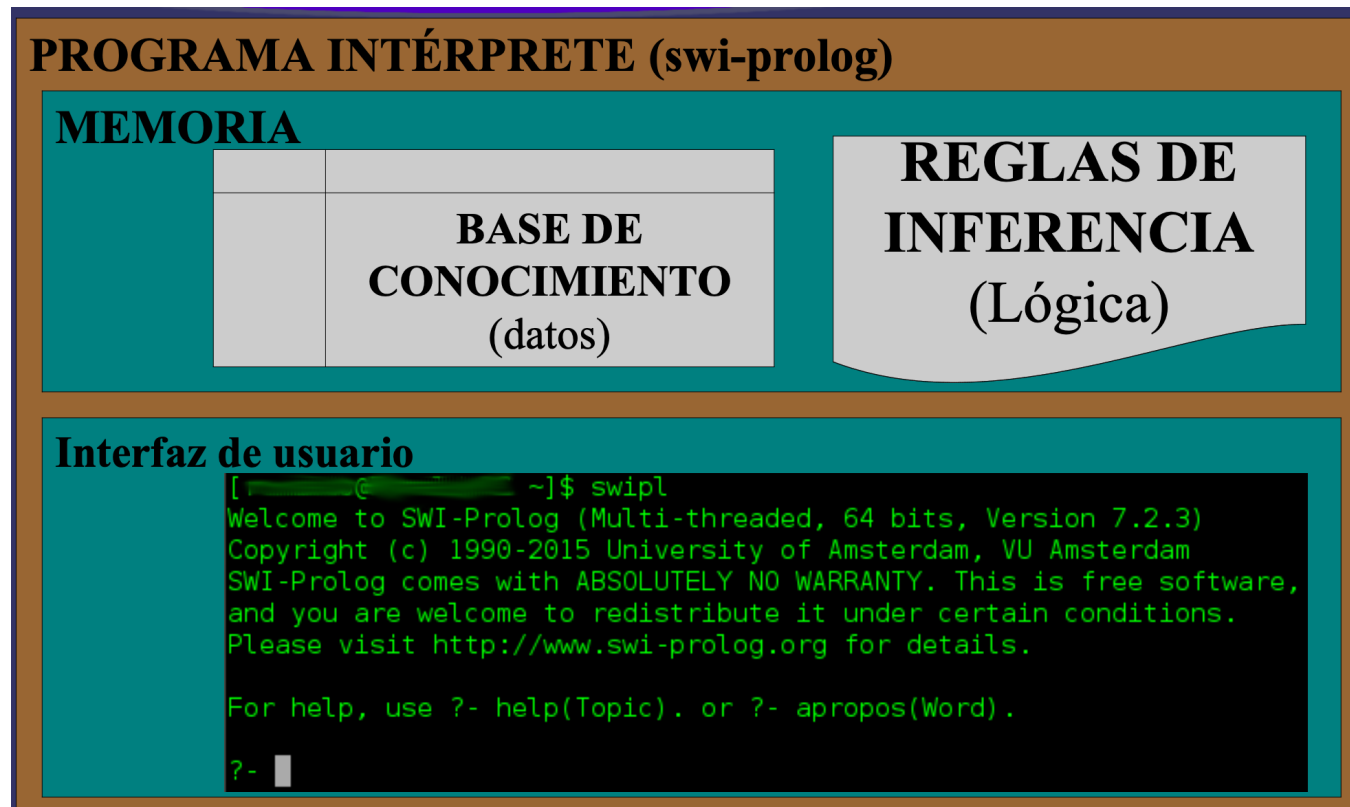 PROGRAMA INTÉRPRETE (swi-prolog)
MEMORIA
BASE DE
CONOCIMIENTO
(datos)
REGLAS DE
INFERENCIA
(Lógica)
Interfaz de usuario
[ @ ~]$ swipl
Welcome to SWI-Prolog (Multi-threaded, 64 bits, Version 7.2.3)
Copyright (c) 1990-2015 University of Amsterdam, VU Amsterdam
SWI-Prolog comes with ABSOLUTELY NO WARRANTY. This is free software,
and you are welcome to redistribute it under certain conditions.
Please visit http://www.swi-prolog.org for details.
For help, use ?- help(Topic). or ?- apropos(Word).
?-